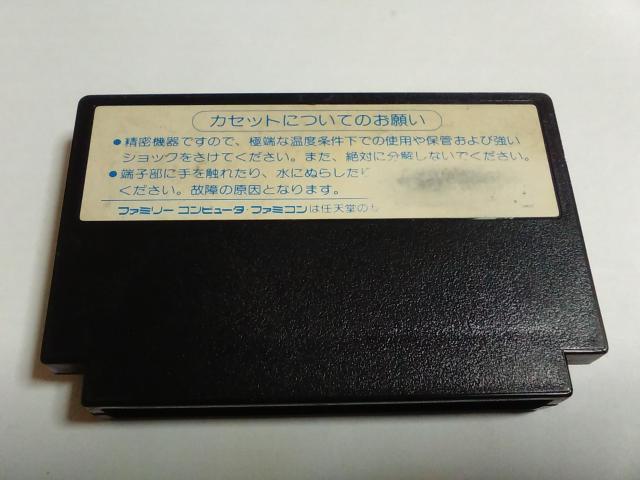 カセットについてのお願い
●精密機器ですので、極端な温度条件下での使用や保管および強い
ショックをさけてください。また、絶対に分解しないでください。
●端子部に手を触れたり、水にぬらしたり
ください。故障の原因となります。
ファミリー コンピュータ・ファミコンは任天堂の